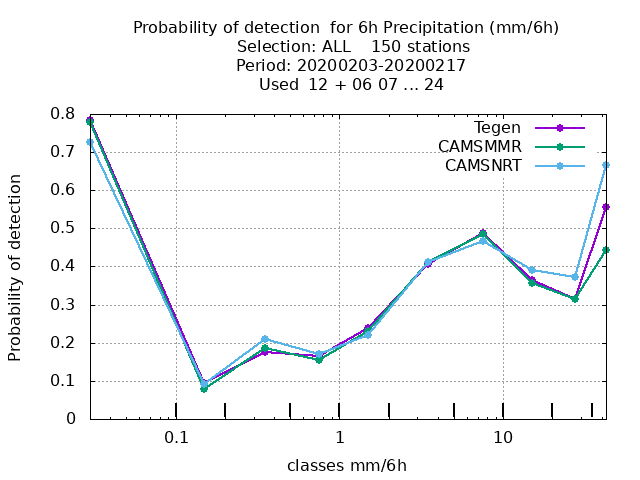 Probability of detection  for 6h Precipitation (mm/6h)
Selection: ALL    150 stations
Period: 20200203-20200217
Used  12 + 06 07 ... 24
Tegen
CAMSMMR
CAMSNRT
Probability of detection
0.8
0.7
0.6
0.5
0.4
0.3
0.2
0.1
0
0.1 1 10
classes mm/6h